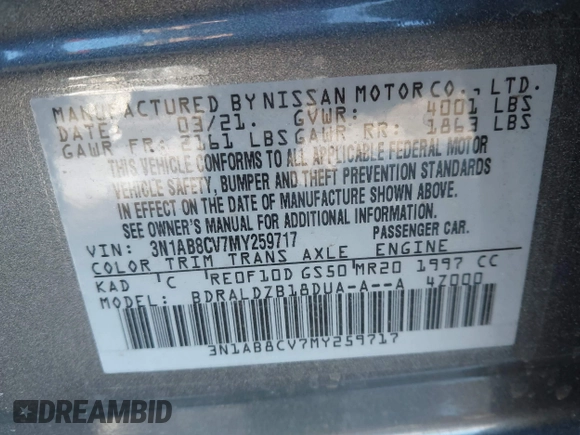 MANUFACTURED BY NISSAN MOTOR CO., LTD.
DATE: 03/21. GVWR: 4001 LBS
GAWR FR: 2161 LBS GAWR RR: 1863 LBS
THIS VEHICLE CONFORMS TO ALL APPLICABLE FEDERAL MOTOR
VEHICLE SAFETY, BUMPER AND THEFT PREVENTION STANDARDS
IN EFFECT ON THE DATE OF MANUFACTURE SHOWN ABOVE.
SEE OWNER'S MANUAL FOR ADDITIONAL INFORMATION.
VIN: 3N1AB8CV7MY259717 PASSENGER CAR.
COLOR TRIM TRANS AXLE ENGINE
KAD C RE0F10D GS50 MR20 1997 CC
MODEL: BDRALDZB18DUA-A--A 4Z000
3N1AB8CV7MY259717
DREAMBID